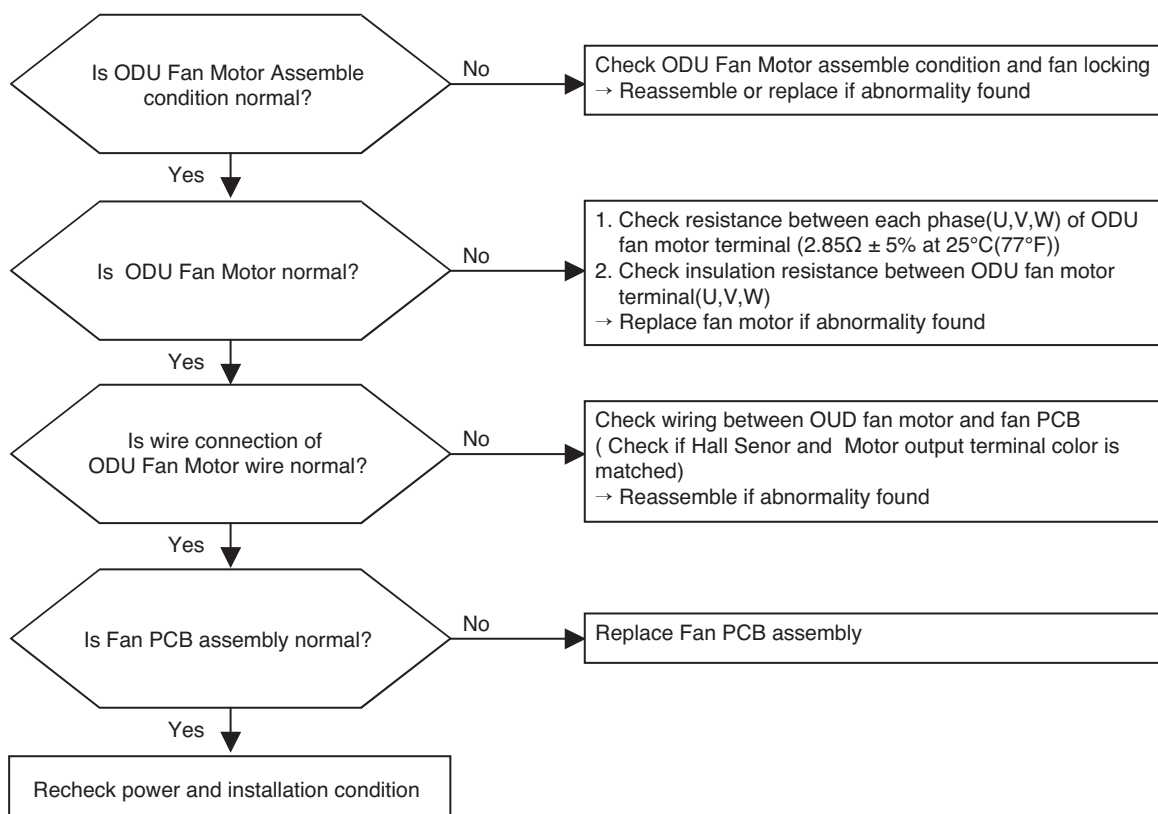 Is ODU Fan Motor Assemble
condition normal?
No
Check ODU Fan Motor assemble condition and fan locking
→ Reassemble or replace if abnormality found
Yes
Is ODU Fan Motor normal?
No
1. Check resistance between each phase(U,V,W) of ODU
fan motor terminal (2.85Ω ± 5% at 25°C(77°F))
2. Check insulation resistance between ODU fan motor
terminal(U,V,W)
→ Replace fan motor if abnormality found
Yes
Is wire connection of
ODU Fan Motor wire normal?
No
Check wiring between OUD fan motor and fan PCB
( Check if Hall Senor and Motor output terminal color is
matched)
→ Reassemble if abnormality found
Yes
Is Fan PCB assembly normal?
No
Replace Fan PCB assembly
Yes
Recheck power and installation condition